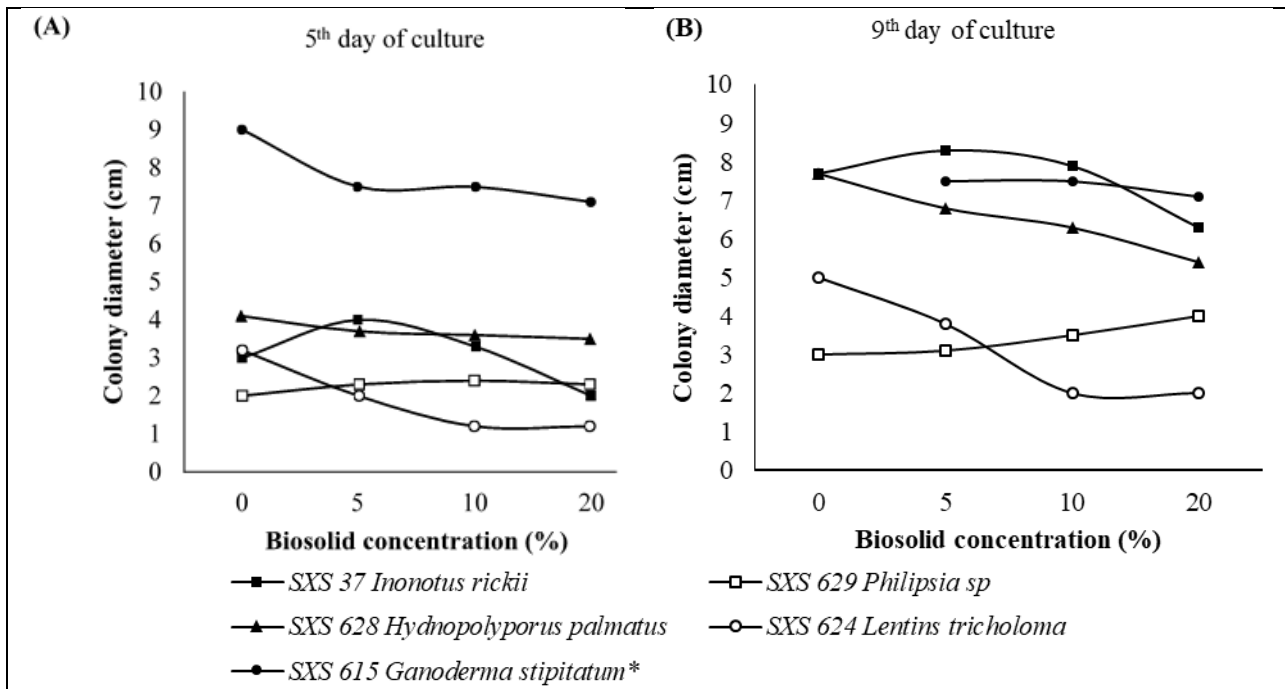 (A)
5th day of culture
10
9
8
7
6
5
4
3
2
1
0
Colony diameter (cm)
0 5 10 20
Biosolid concentration (%)
(B)
9th day of culture
10
9
8
7
6
5
4
3
2
1
0
Colony diameter (cm)
0 5 10 20
Biosolid concentration (%)
SXS 37 Inonotus rickii
SXS 629 Philipsia sp
SXS 628 Hydnopolyporus palmatus
SXS 624 Lentins tricholoma
SXS 615 Ganoderma stipitatum*